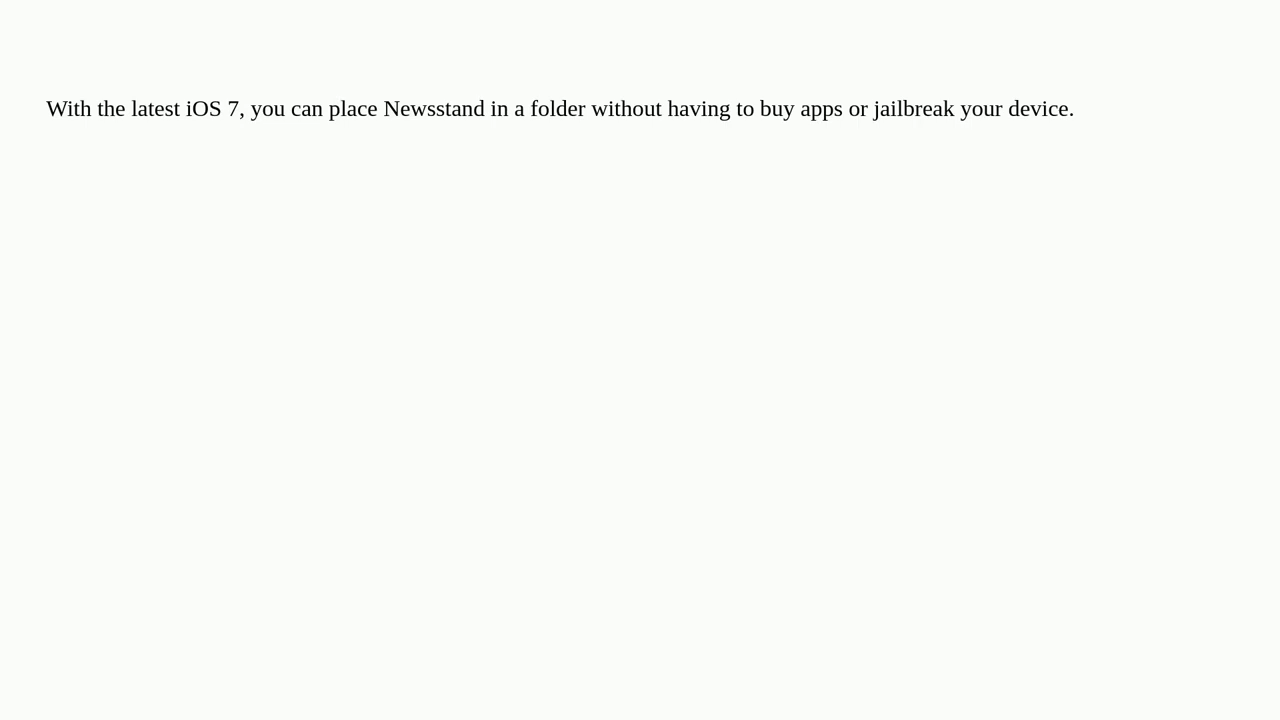 With the latest iOS 7, you can place Newsstand in a folder without having to buy apps or jailbreak your device.